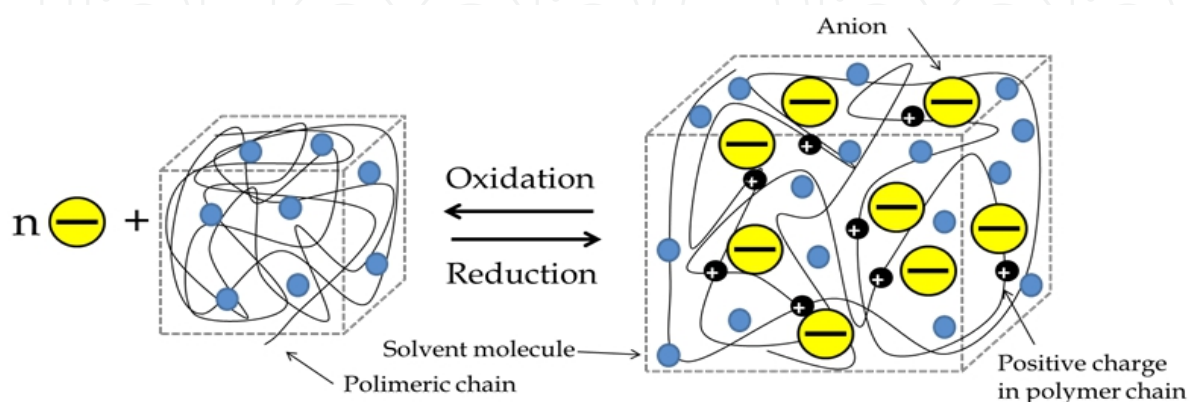 Anion
Oxidation
n
+
Reduction
Solvent molecule
Polimeric chain
Positive charge
in polymer chain